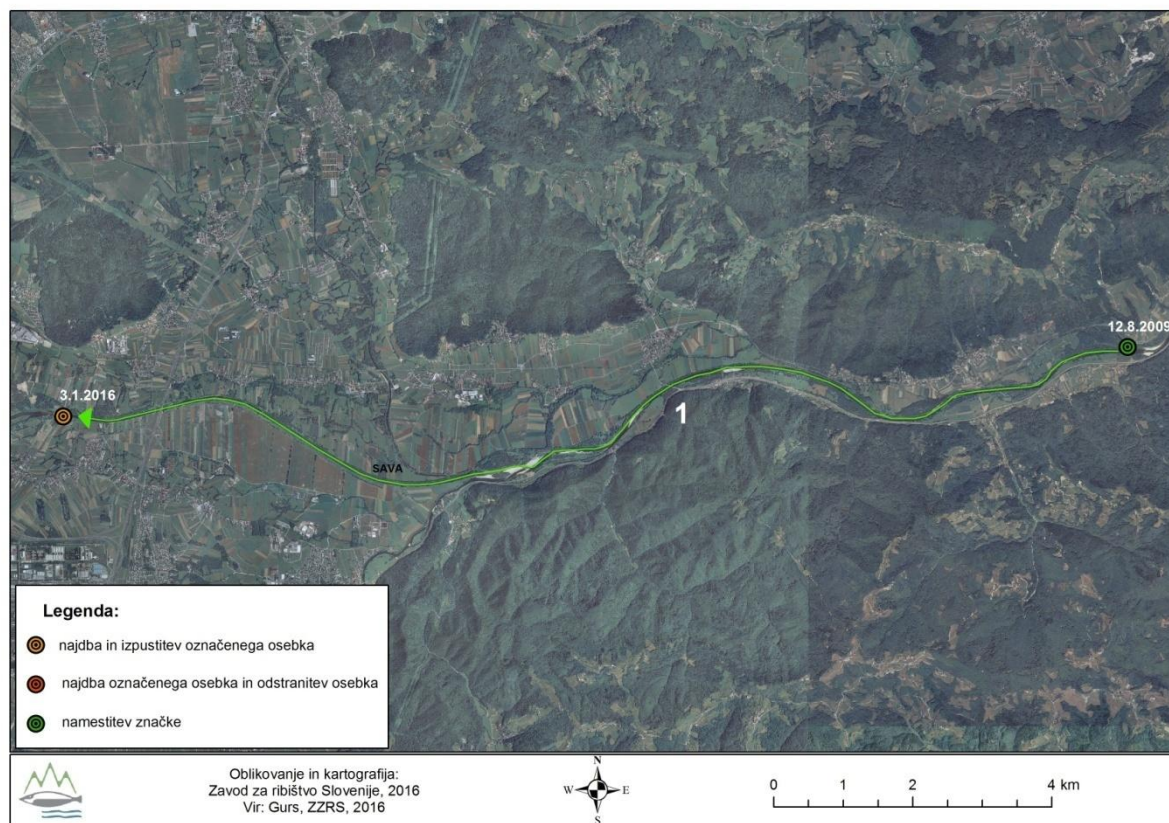 12.8.2009
3.1.2016
1
SAVA
Legenda:
najdba in izpustitev označenega osebka
najdba označenega osebka in odstranitev osebka
namestitev značke
Oblikovanje in kartografija:
Zavod za ribištvo Slovenije, 2016
Vir: Gurs, ZZRS, 2016
N
W E
S
0 1 2 4 km